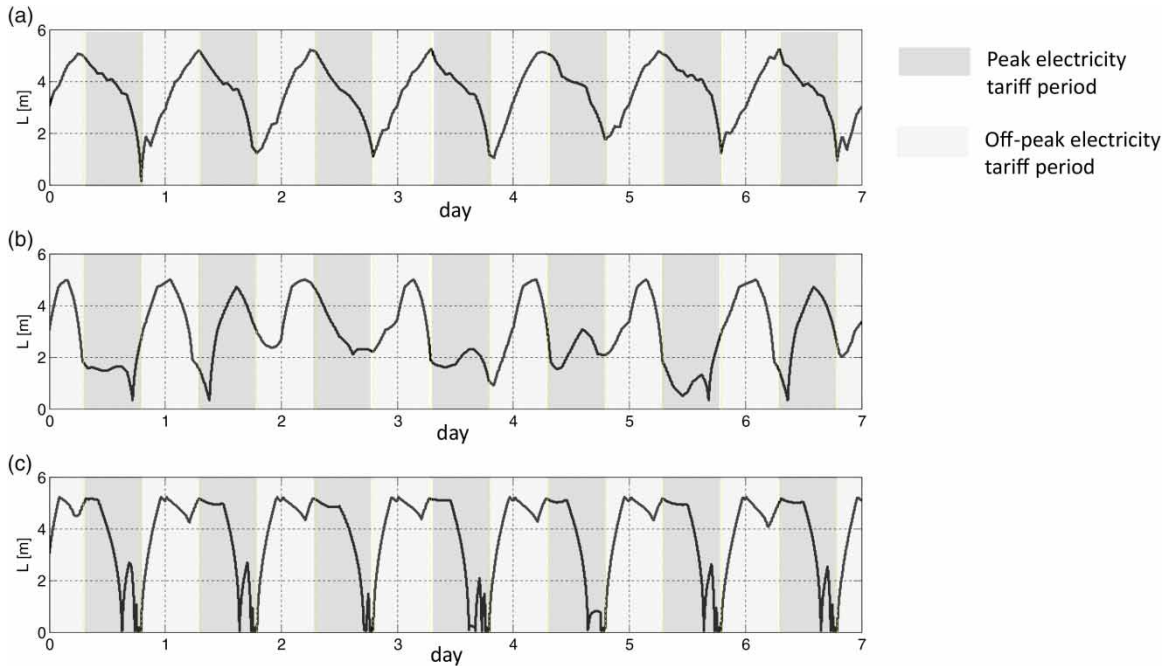 (a)
6
4
2
0
L [m]
0 1 2 3 4 5 6 7
day
Peak electricity
tariff period
Off-peak electricity
tariff period
(b)
6
4
2
0
L [m]
0 1 2 3 4 5 6 7
day
(c)
6
4
2
0
L [m]
0 1 2 3 4 5 6 7
day